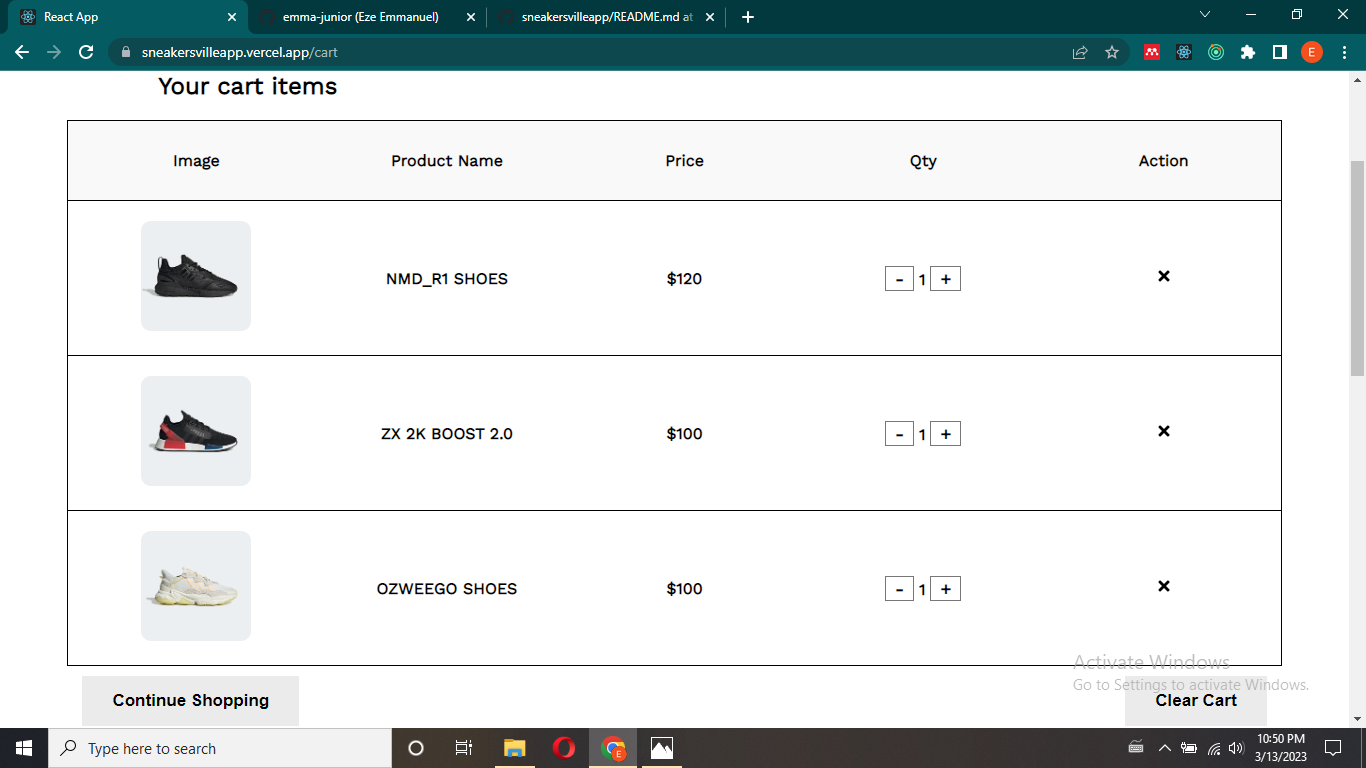 React App
emma-junior (Eze Emmanuel)
sneakersvilleapp/README.md at
sneakersvilleapp.vercel.app/cart
E
Your cart items
Image Product Name Price Qty Action
NMD_R1 SHOES $120 - 1 + ×
ZX 2K BOOST 2.0 $100 - 1 + ×
OZWEEGO SHOES $100 - 1 + ×
Activate Windows
Go to Settings to activate Windows.
Continue Shopping Clear Cart
Type here to search
E
10:50 PM
3/13/2023